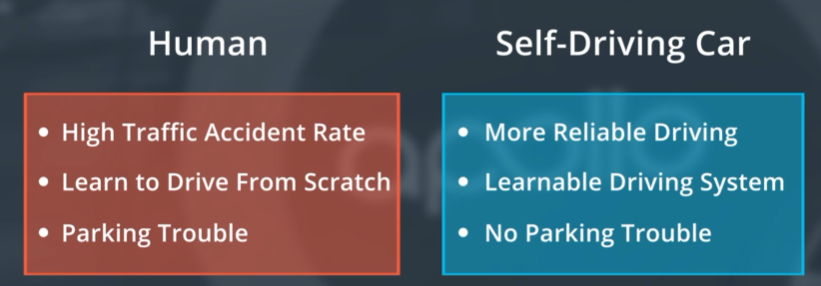 Human
Self-Driving Car
• High Traffic Accident Rate
• Learn to Drive From Scratch
• Parking Trouble
• More Reliable Driving
• Learnable Driving System
• No Parking Trouble
apollo